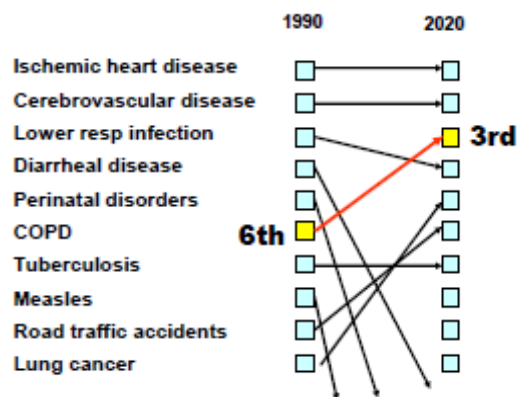 1990 2020
Ischemic heart disease
Cerebrovascular disease
Lower resp infection 3rd
Diarrheal disease
Perinatal disorders
COPD 6th
Tuberculosis
Measles
Road traffic accidents
Lung cancer